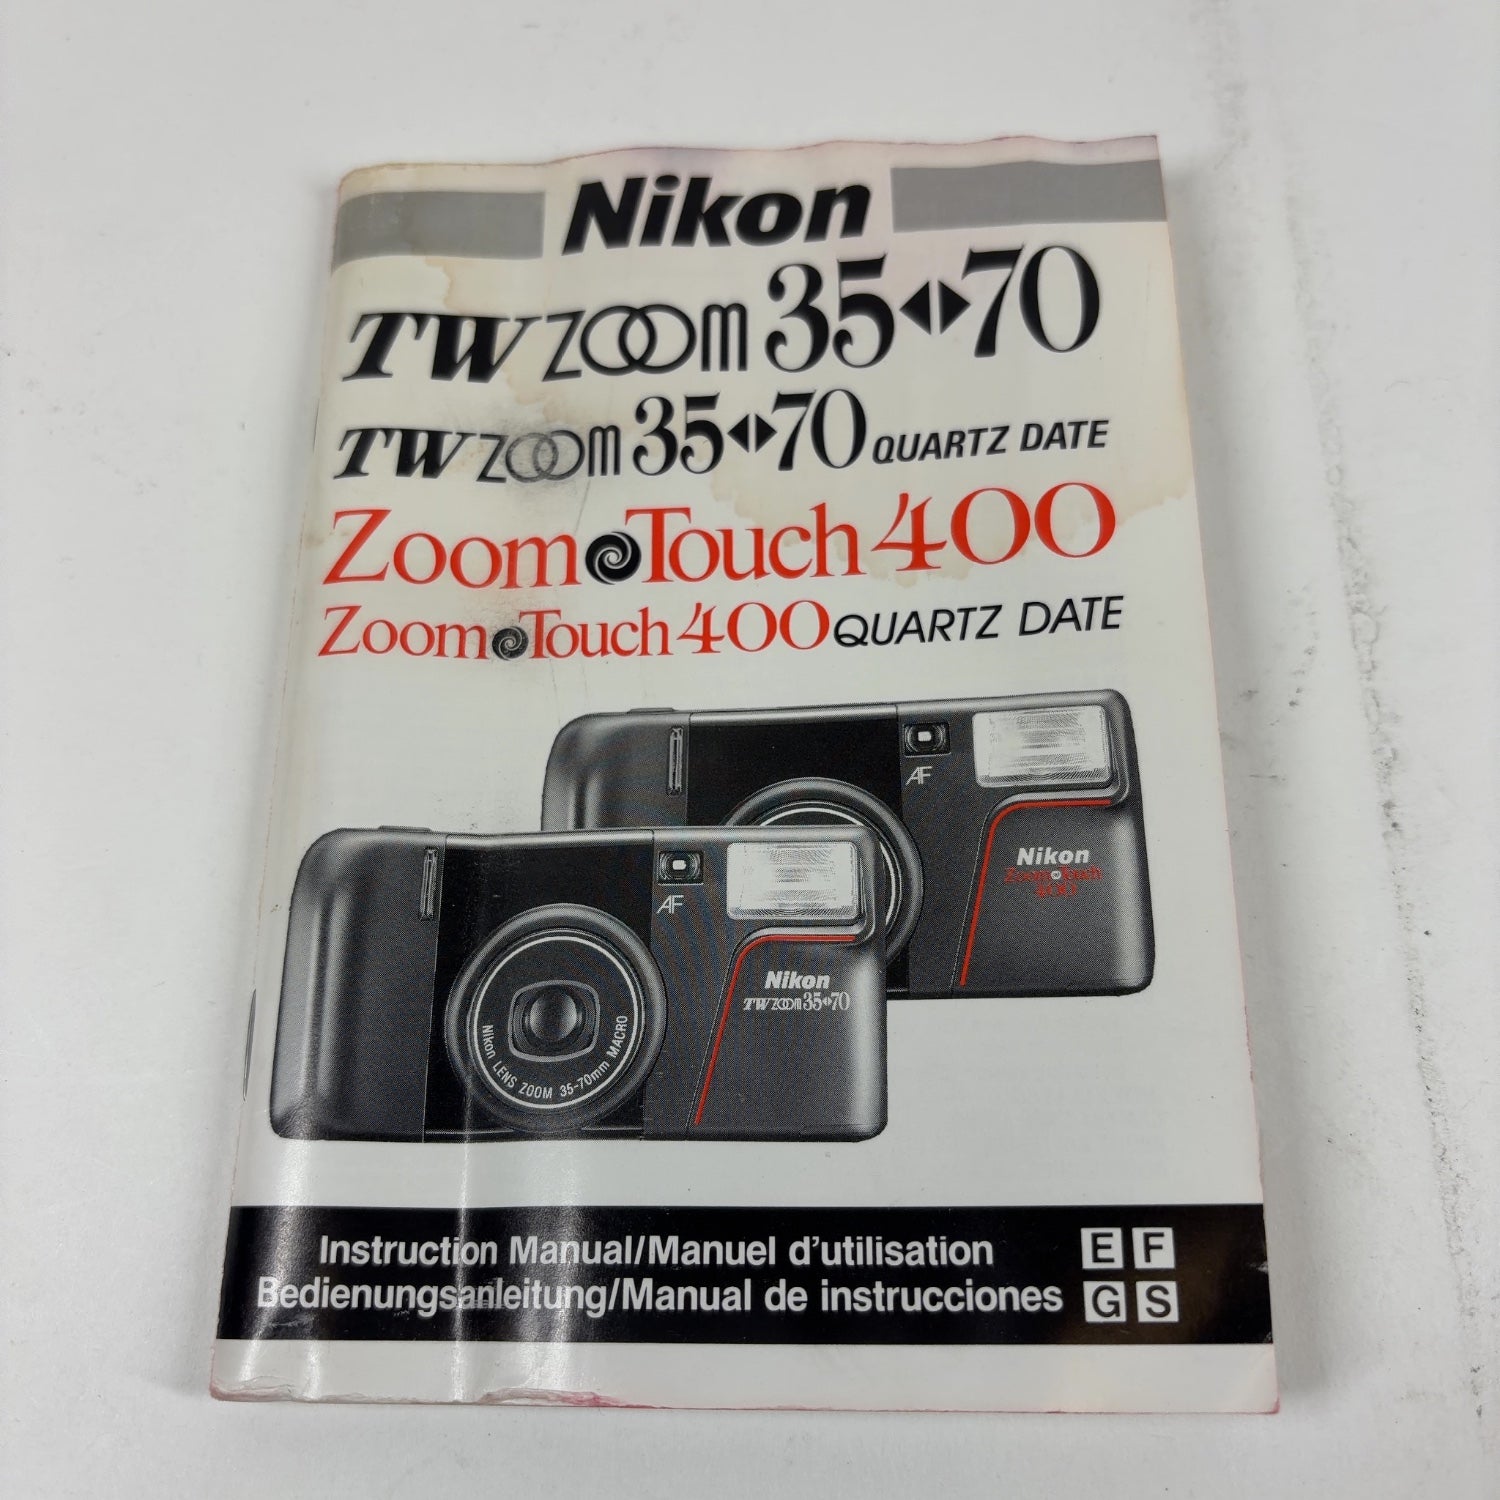 Nikon
TW ZOOM 35◆70
TW ZOOM 35◆70 QUARTZ DATE
Zoom Touch 400
Zoom Touch 400 QUARTZ DATE
AF
Nikon
Zoom Touch
AF
Nikon
TW ZOOM 35◆70
Nikon LENS ZOOM 35-70mm MACRO
Instruction Manual/Manuel d'utilisation
Bedienungsanleitung/Manual de instrucciones
E F
G S